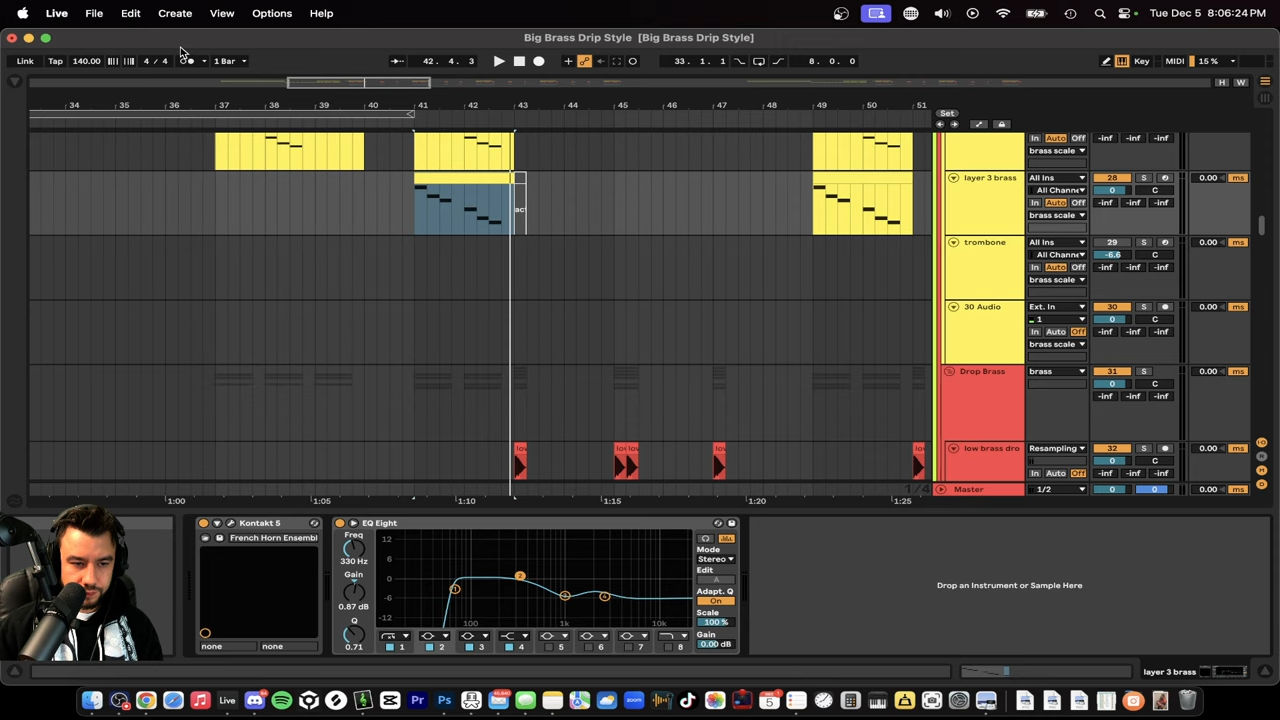 Live File Edit Create View Options Help
Tue Dec 5 8:06:24 PM
Big Brass Drip Style [Big Brass Drip Style]
Link Tap 140.00 4 / 4 1 Bar 42. 4. 3 33. 1. 1 8. 0. 0 Key MIDI 15 %
H W
34 35 36 37 38 39 40 41 42 43 44 45 46 47 48 49 50 51 Set
In Auto Off -inf -inf -inf
brass scale
layer 3 brass All Ins 28 S 0.00 ms
All Channe 0 C
In Auto Off -inf -inf -inf
brass scale
trombone All Ins 29 S 0.00 ms
All Channe -6.6 C
In Auto Off -inf -inf -inf
brass scale
30 Audio Ext. In 30 S 0.00 ms
1 0 C
In Auto Off -inf -inf -inf
brass scale
Drop Brass brass 31 S 0.00 ms
0 C
-inf -inf -inf
low brass dro Resampling 32 S 0.00 ms
0 C
In Auto Off -inf -inf -inf
1/4 Master 1/2 0 0 0.00 ms
1:00 1:05 1:10 1:15 1:20 1:25
Kontakt 5
French Horn Ensembl
none none
EQ Eight
Freq
330 Hz
Gain
0.87 dB
Q
0.71
12
6
0
-6
-12
100 1k 10k
1 2 3 4 5 6 7 8
Mode
Stereo
Edit
A
Adapt. Q
On
Scale
100 %
Gain
0.00 dB
Drop an Instrument or Sample Here
layer 3 brass